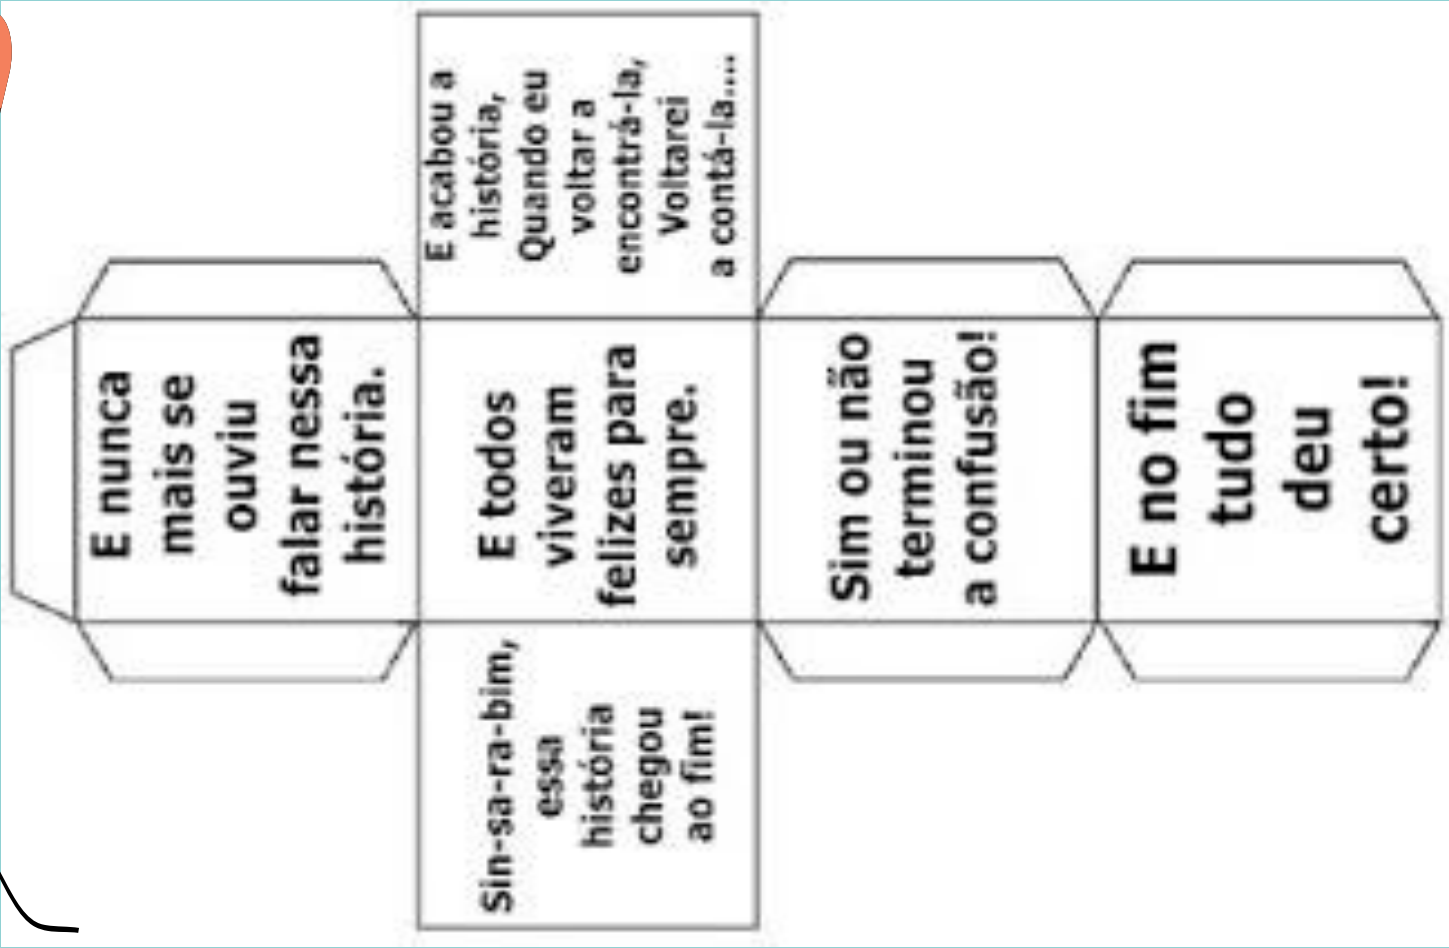 E nunca
mais se
ouviu
falar nessa
história.
E acabou a
história,
Quando eu
voltar a
encontrá-la,
Voltarei
a contá-la....
E todos
viveram
felizes para
sempre.
Sin-sa-ra-bim,
essa
história
chegou
ao fim!
Sim ou não
terminou
a confusão!
E no fim
tudo
deu
certo!